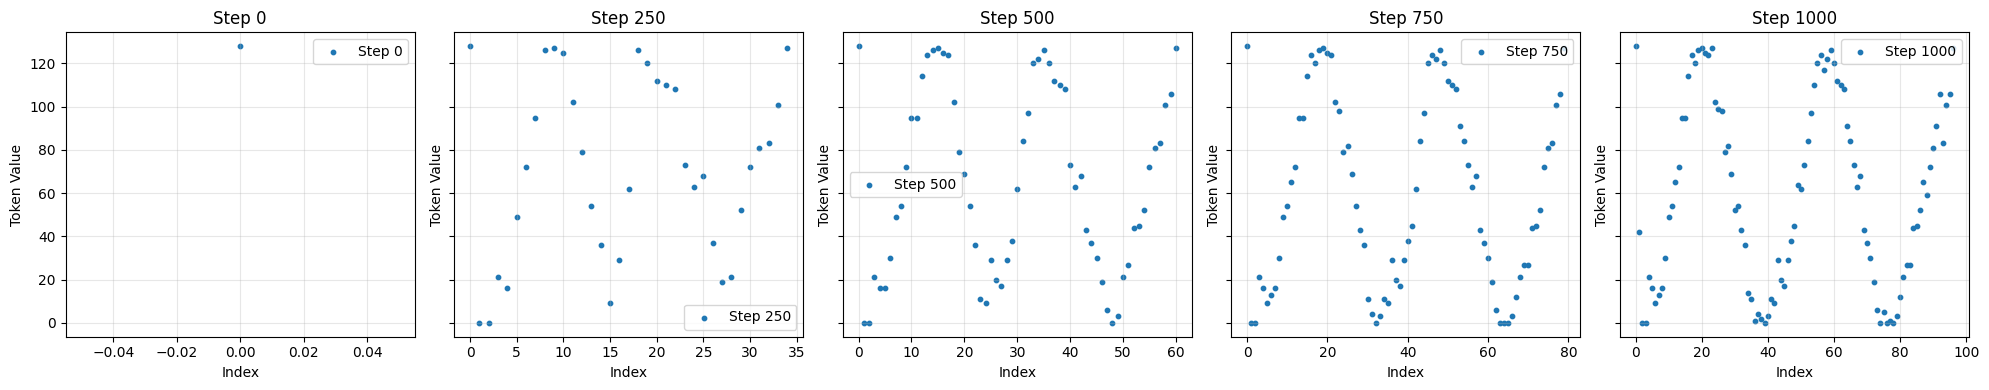 Step 0
Step 250
Step 500
Step 750
Step 1000
Token Value
0
20
40
60
80
100
120
Step 0
−0.04
−0.02
0.00
0.02
0.04
Index
Token Value
Step 250
0
5
10
15
20
25
30
35
Index
Token Value
Step 500
0
10
20
30
40
50
60
Index
Token Value
Step 750
0
20
40
60
80
Index
Token Value
Step 1000
0
20
40
60
80
100
Index